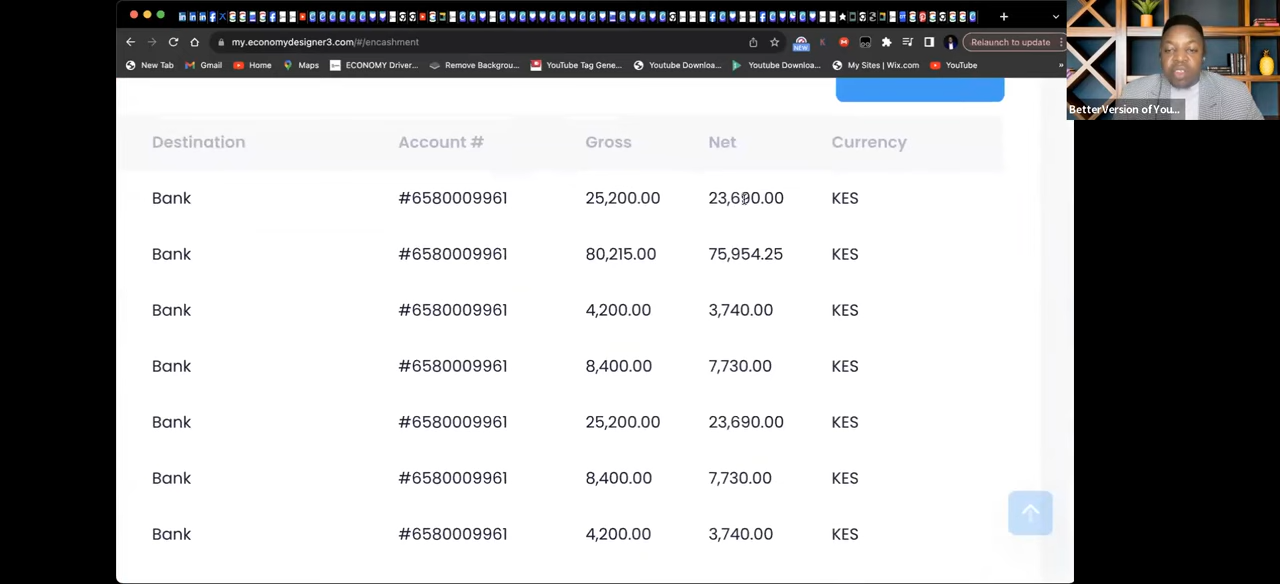 my.economydesigner3.com/#/encashment
NEW
Relaunch to update
New Tab Gmail Home Maps ECONOMY Driver... Remove Backgrou... YouTube Tag Gene... Youtube Downloa... Youtube Downloa... My Sites | Wix.com YouTube »
BetterVersion of You...
Destination Account # Gross Net Currency
Bank #6580009961 25,200.00 23,690.00 KES
Bank #6580009961 80,215.00 75,954.25 KES
Bank #6580009961 4,200.00 3,740.00 KES
Bank #6580009961 8,400.00 7,730.00 KES
Bank #6580009961 25,200.00 23,690.00 KES
Bank #6580009961 8,400.00 7,730.00 KES
Bank #6580009961 4,200.00 3,740.00 KES